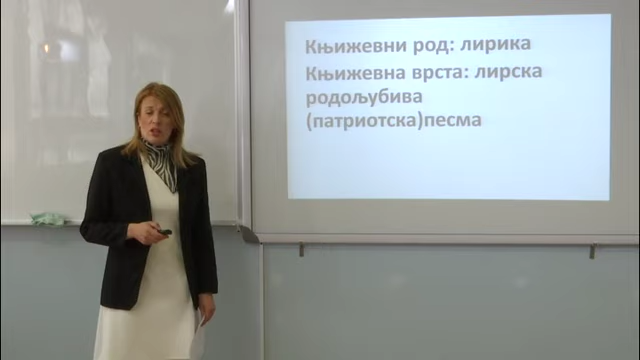 Књижевни род: лирика
Књижевна врста: лирска
родољубива
(патриотска)песма